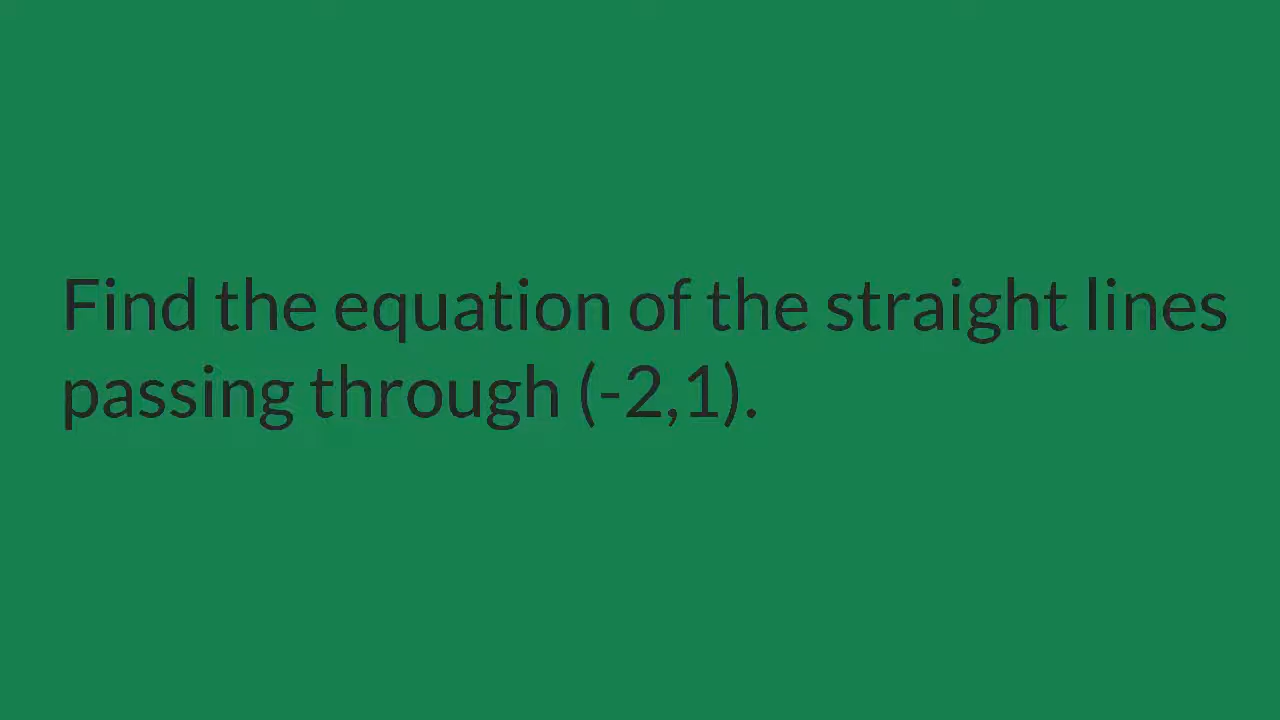 Find the equation of the straight lines
passing through (-2,1).